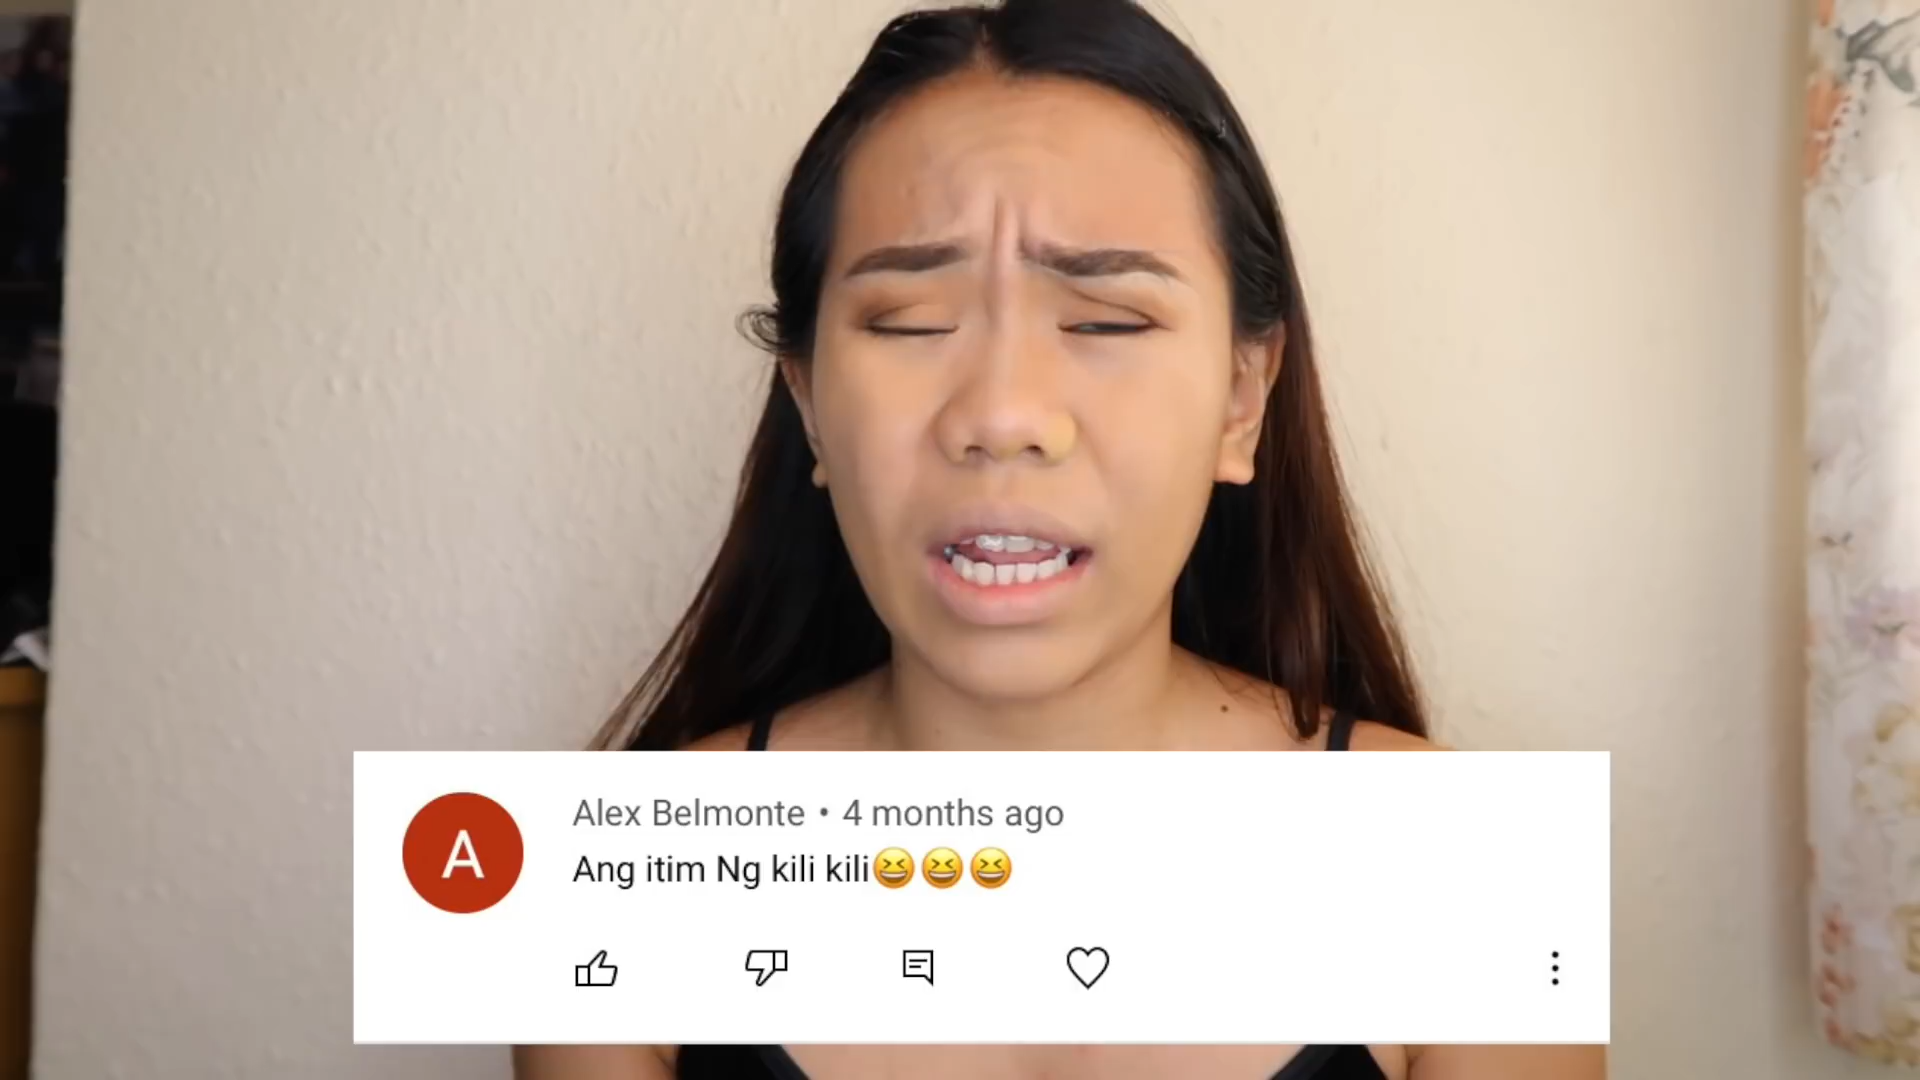 A
Alex Belmonte • 4 months ago
Ang itim Ng kili kili😆😆😆